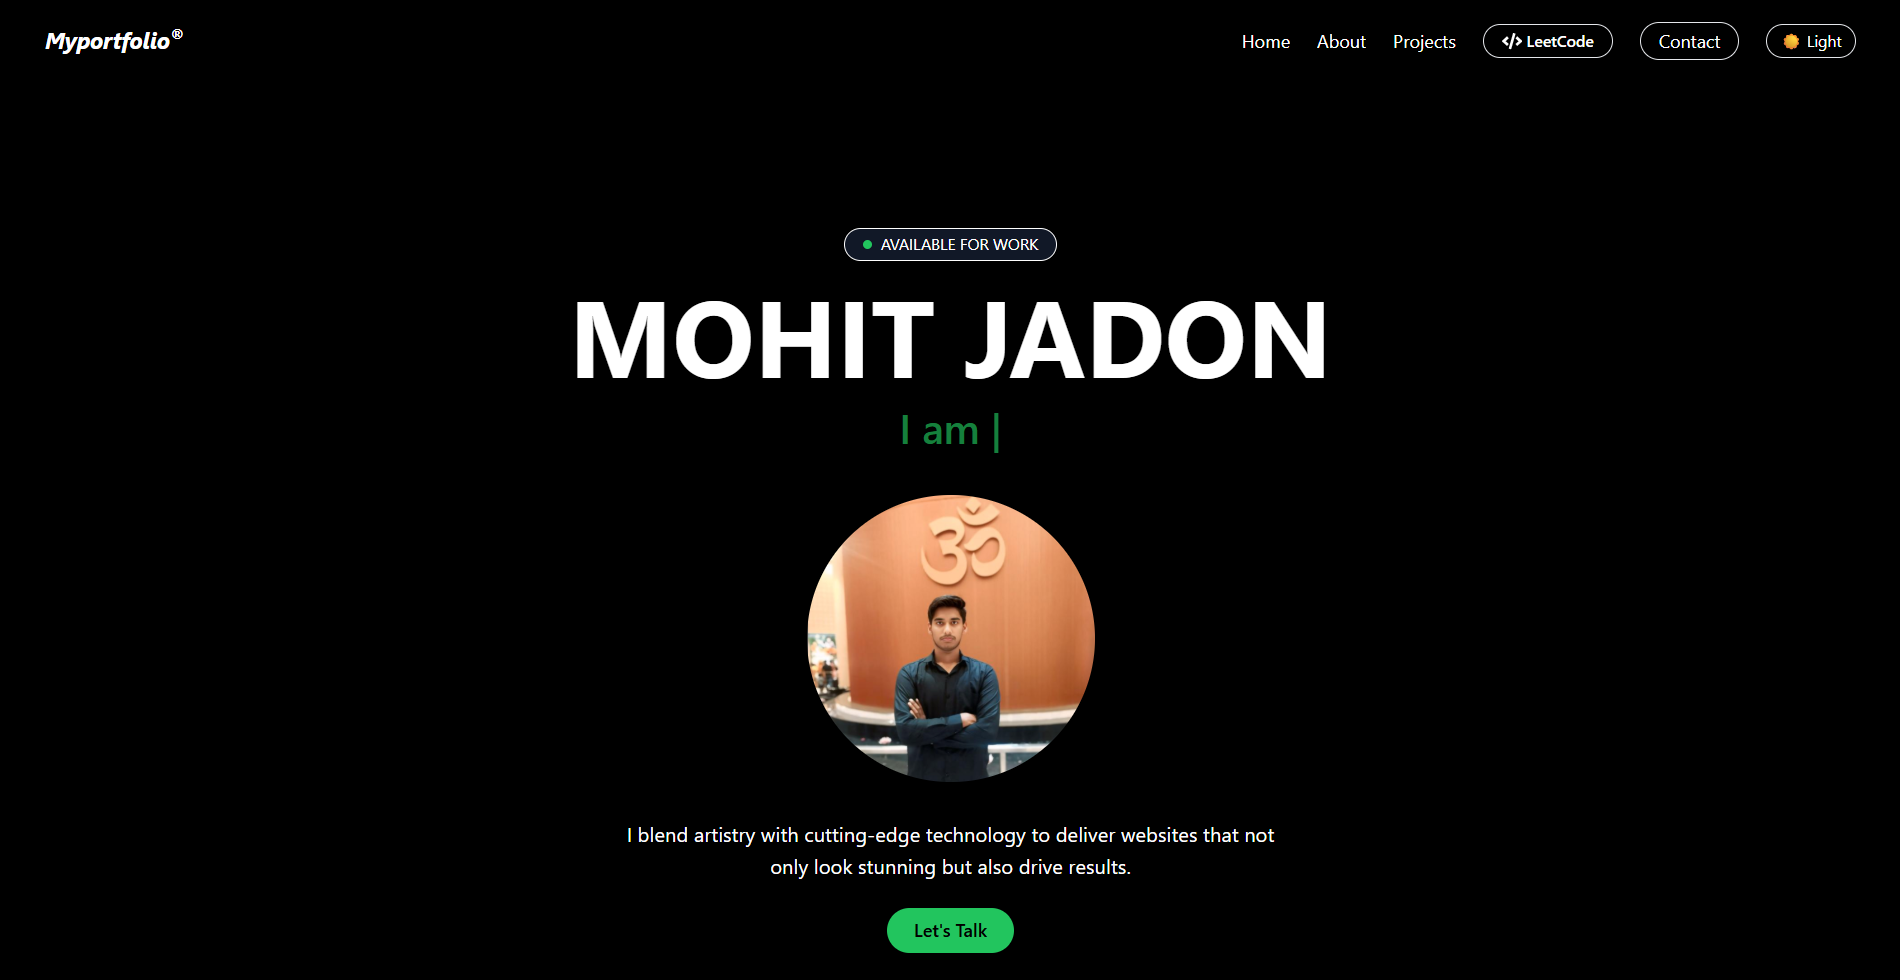 Myportfolio®
Home About Projects </> LeetCode Contact Light
AVAILABLE FOR WORK
MOHIT JADON
I am |
ॐ
I blend artistry with cutting-edge technology to deliver websites that not
only look stunning but also drive results.
Let's Talk